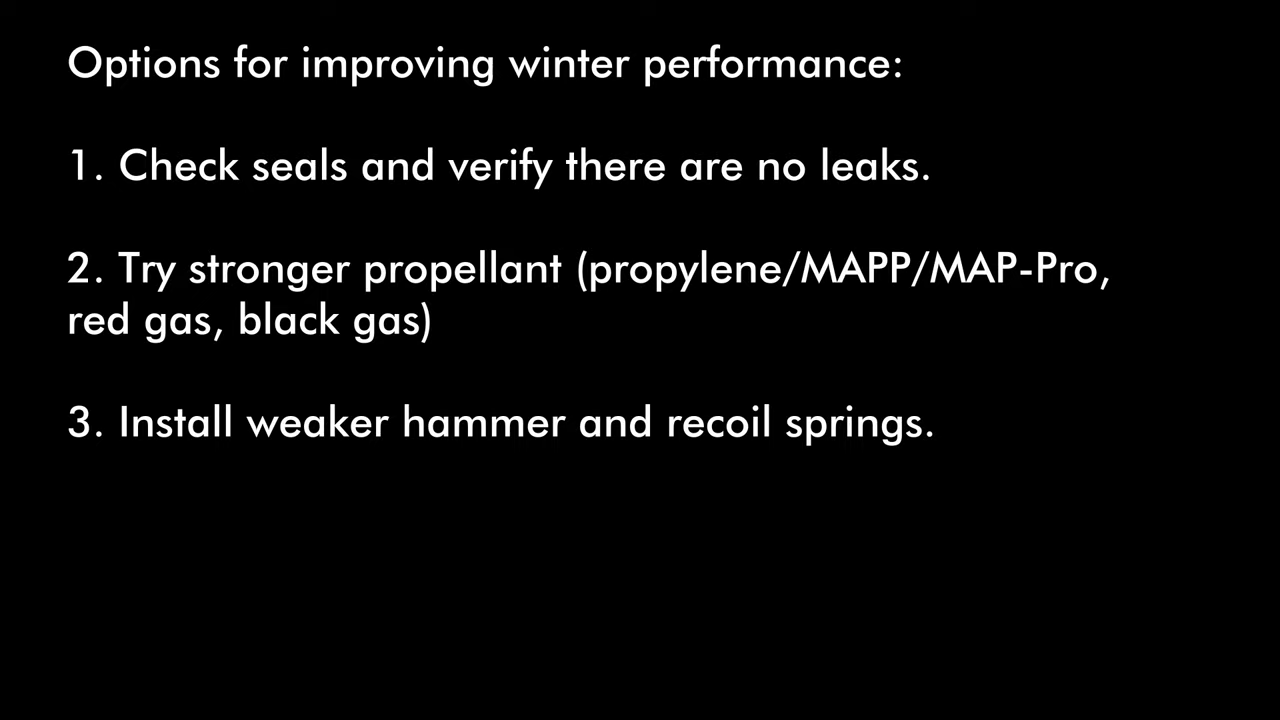 Options for improving winter performance:
1. Check seals and verify there are no leaks.
2. Try stronger propellant (propylene/MAPP/MAP-Pro,
red gas, black gas)
3. Install weaker hammer and recoil springs.